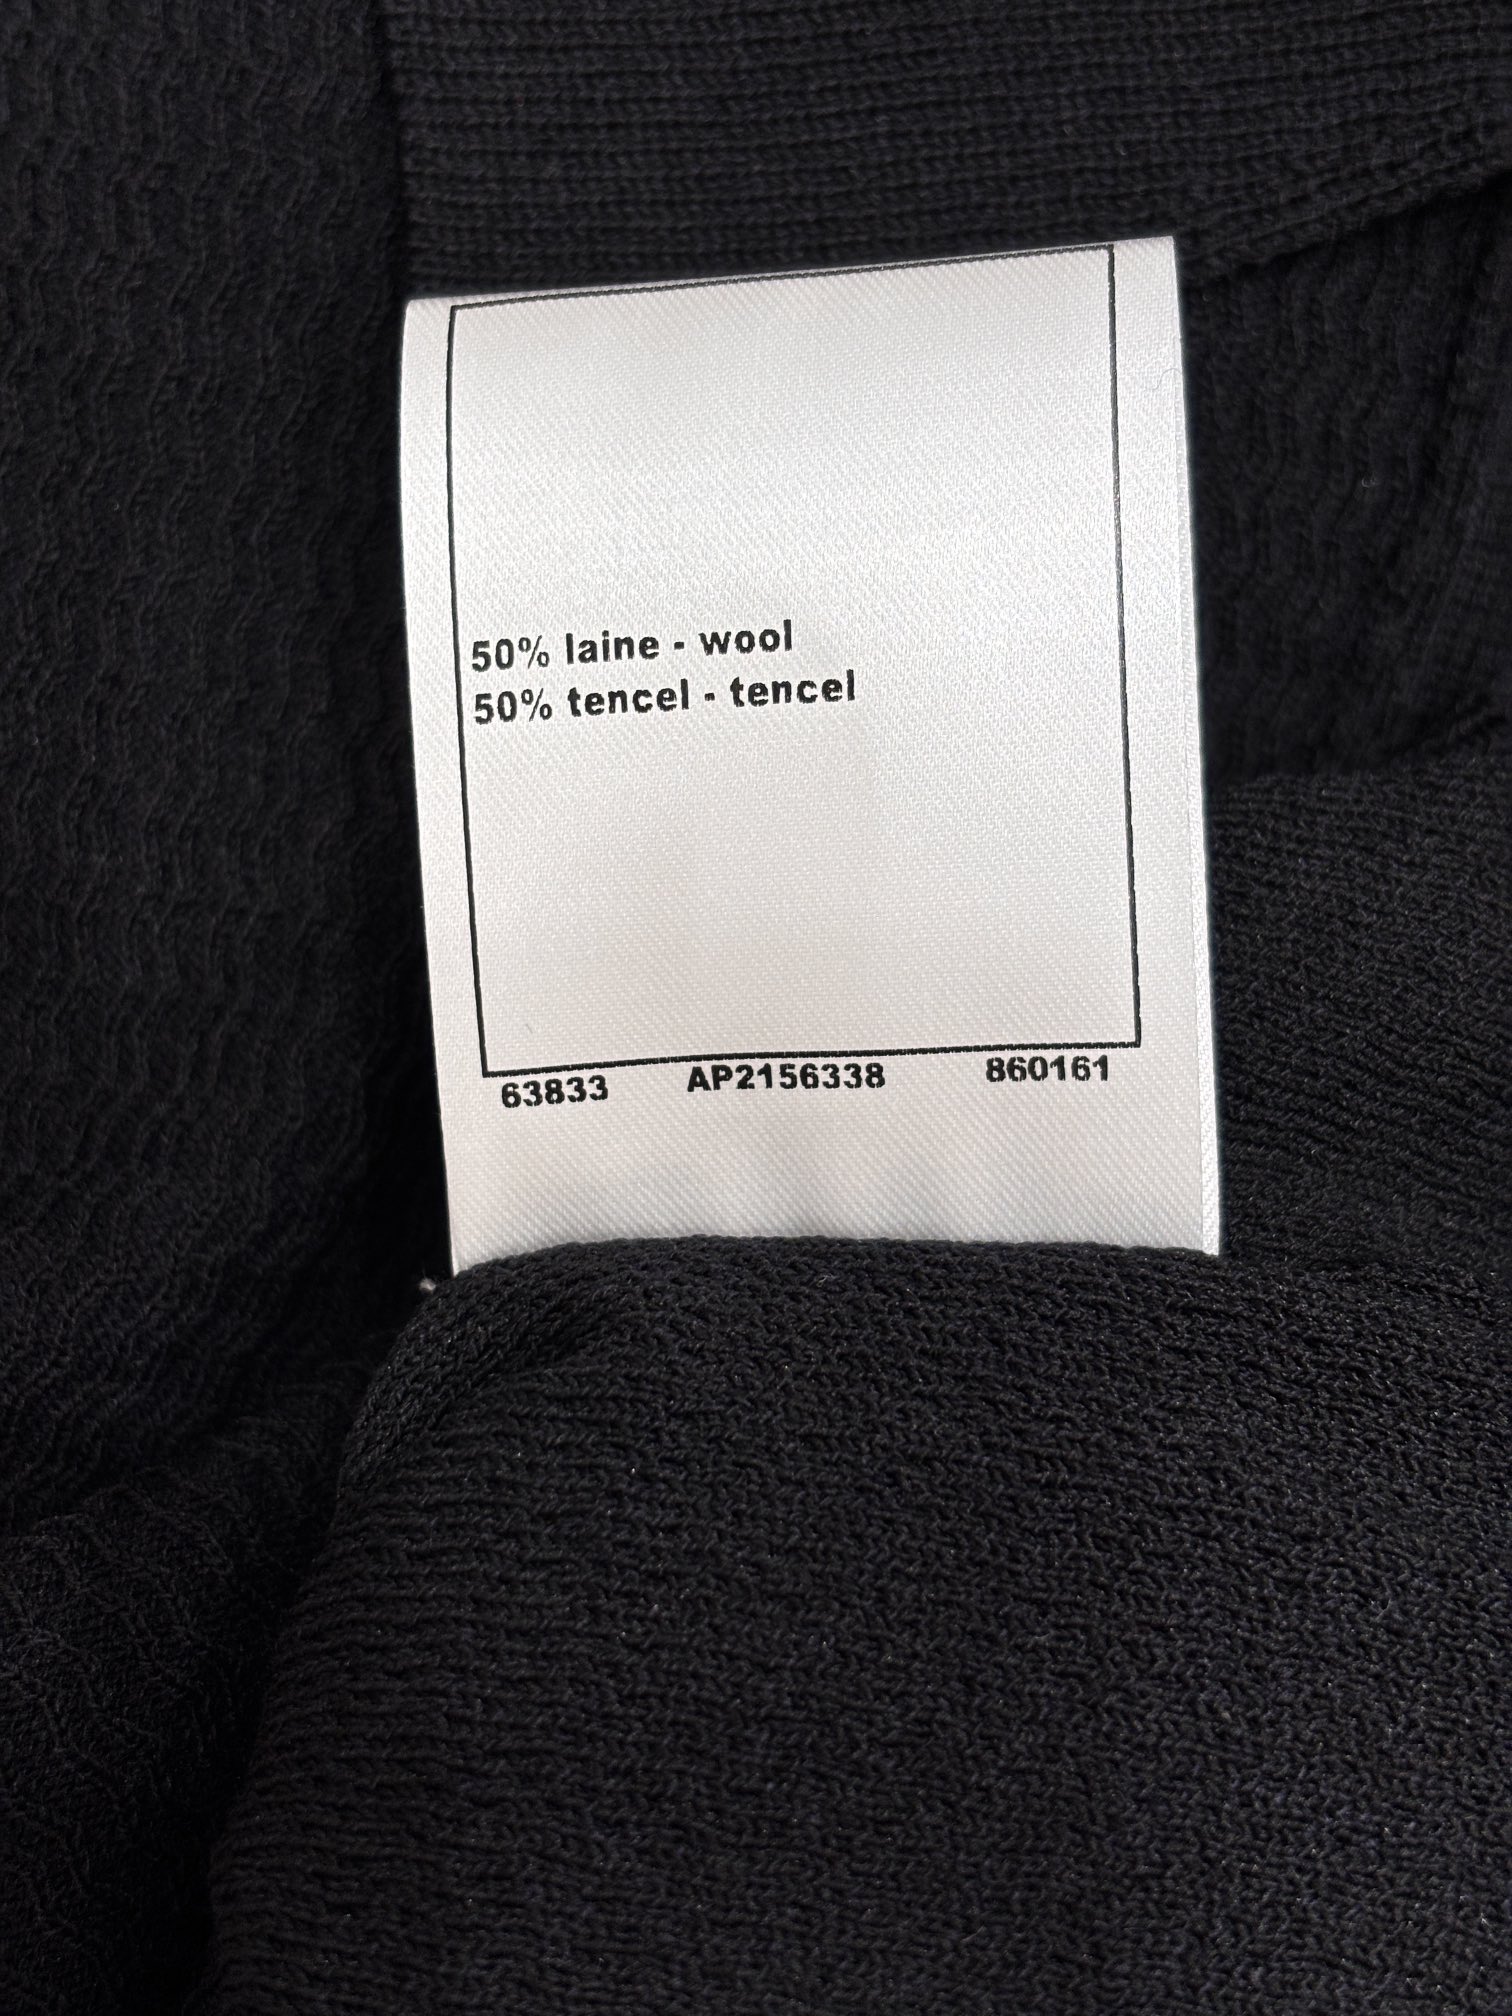 50% laine - wool
50% tencel - tencel
63833 AP2156338 860161